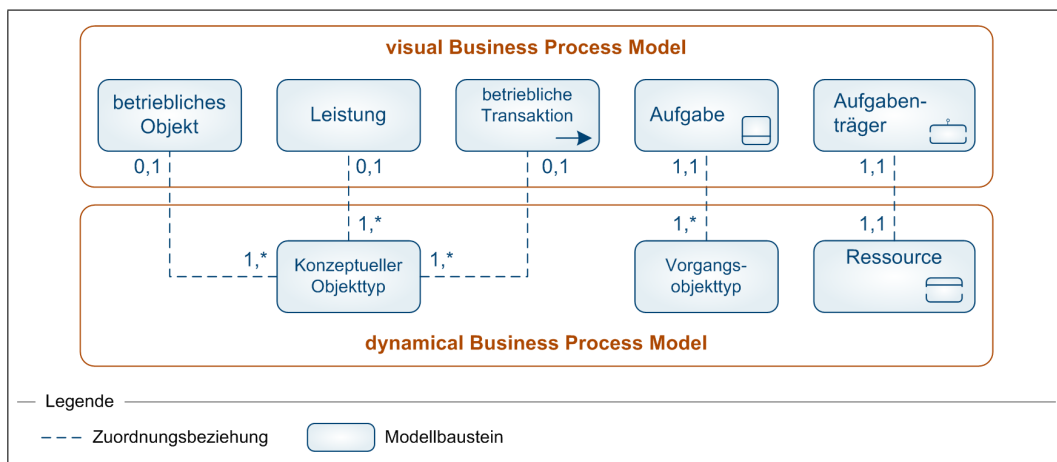 visual Business Process Model
betriebliches
Objekt
Leistung
betriebliche
Transaktion
Aufgabe
Aufgaben-
träger
0,1
0,1
0,1
1,1
1,1
1,*
1,*
1,*
1,*
1,1
Konzeptueller
Objekttyp
Vorgangs-
objekttyp
Ressource
dynamical Business Process Model
Legende
Zuordnungsbeziehung
Modellbaustein